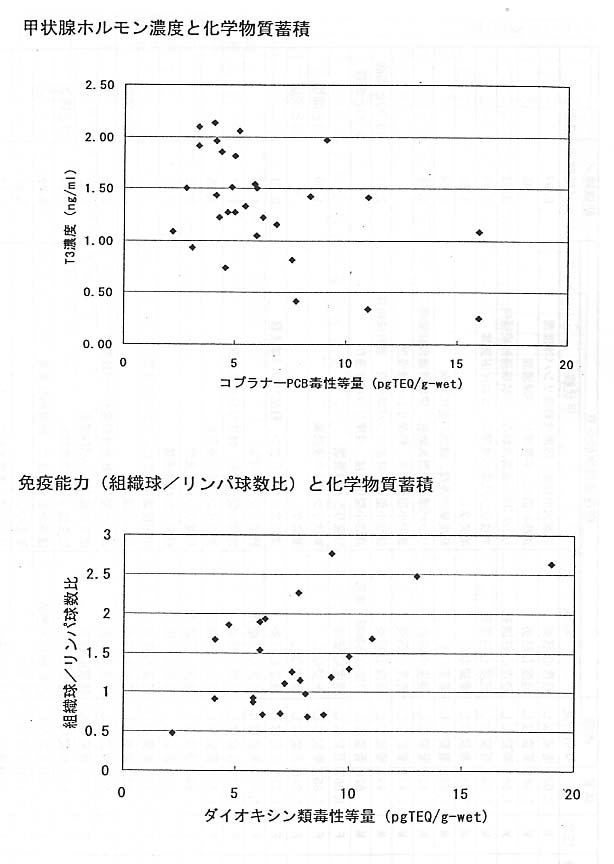 甲状腺ホルモン濃度と化学物質蓄積
2.50
2.00
1.50
1.00
0.50
0.00
T3濃度 (ng/ml)
0 5 10 15 20
コプラナーPCB毒性等量 (pgTEQ/g-wet)
免疫能力 (組織球/リンパ球数比) と化学物質蓄積
3
2.5
2
1.5
1
0.5
0
組織球/リンパ球数比
0 5 10 15 20
ダイオキシン類毒性等量 (pgTEQ/g-wet)